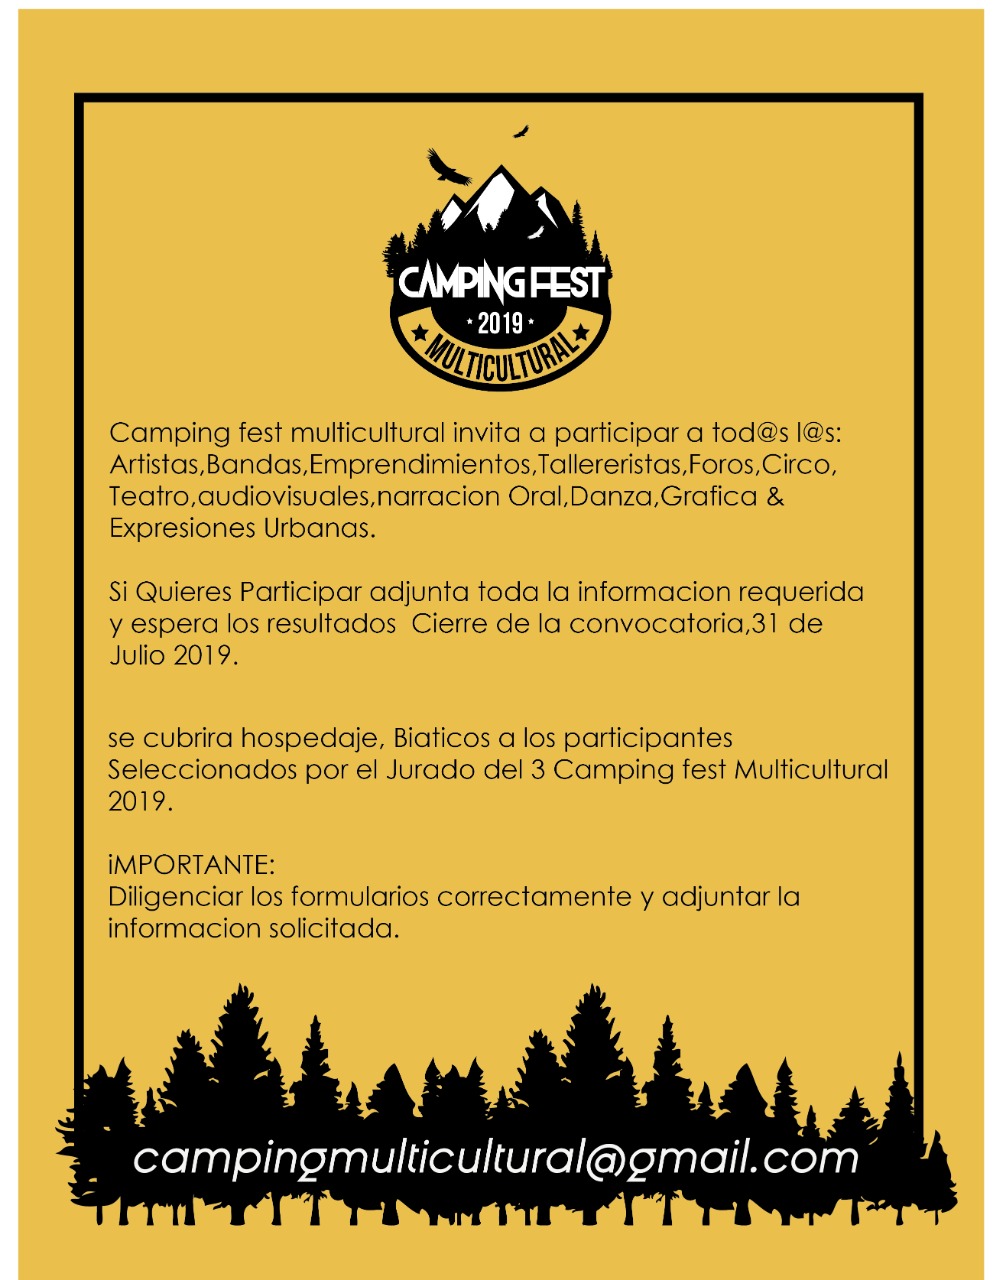 CAMPING FEST
2019
MULTICULTURAL
Camping fest multicultural invita a participar a tod@s l@s:
Artistas,Bandas,Emprendimientos,Tallereristas,Foros,Circo,
Teatro,audiovisuales,narracion Oral,Danza,Grafica &
Expresiones Urbanas.
Si Quieres Participar adjunta toda la informacion requerida
y espera los resultados  Cierre de la convocatoria,31 de
Julio 2019.
se cubrira hospedaje, Biaticos a los participantes
Seleccionados por el Jurado del 3 Camping fest Multicultural
2019.
iMPORTANTE:
Diligenciar los formularios correctamente y adjuntar la
informacion solicitada.
campingmulticultural@gmail.com